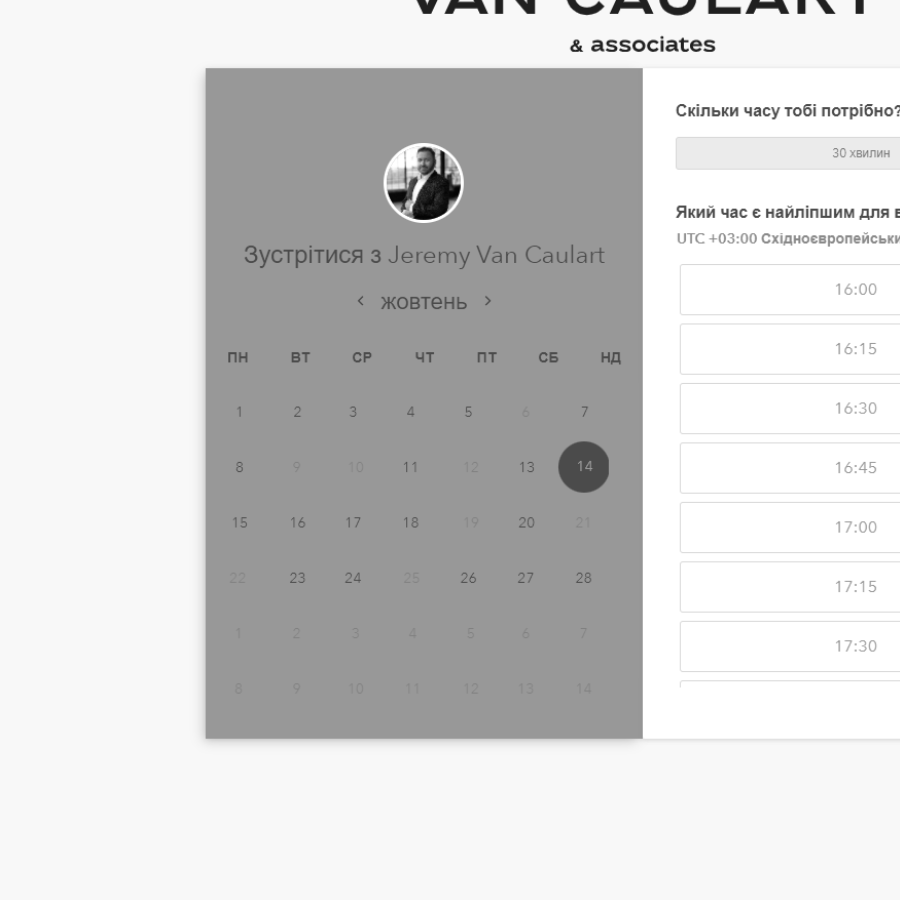 VAN CAULART
& associates
Зустрітися з Jeremy Van Caulart
жовтень
ПН ВТ СР ЧТ ПТ СБ НД
1 2 3 4 5 6 7
8 9 10 11 12 13 14
15 16 17 18 19 20 21
22 23 24 25 26 27 28
1 2 3 4 5 6 7
8 9 10 11 12 13 14
Скільки часу тобі потрібно?
30 хвилин
Який час є найліпшим для в
UTC +03:00 Східноєвропейськи
16:00
16:15
16:30
16:45
17:00
17:15
17:30